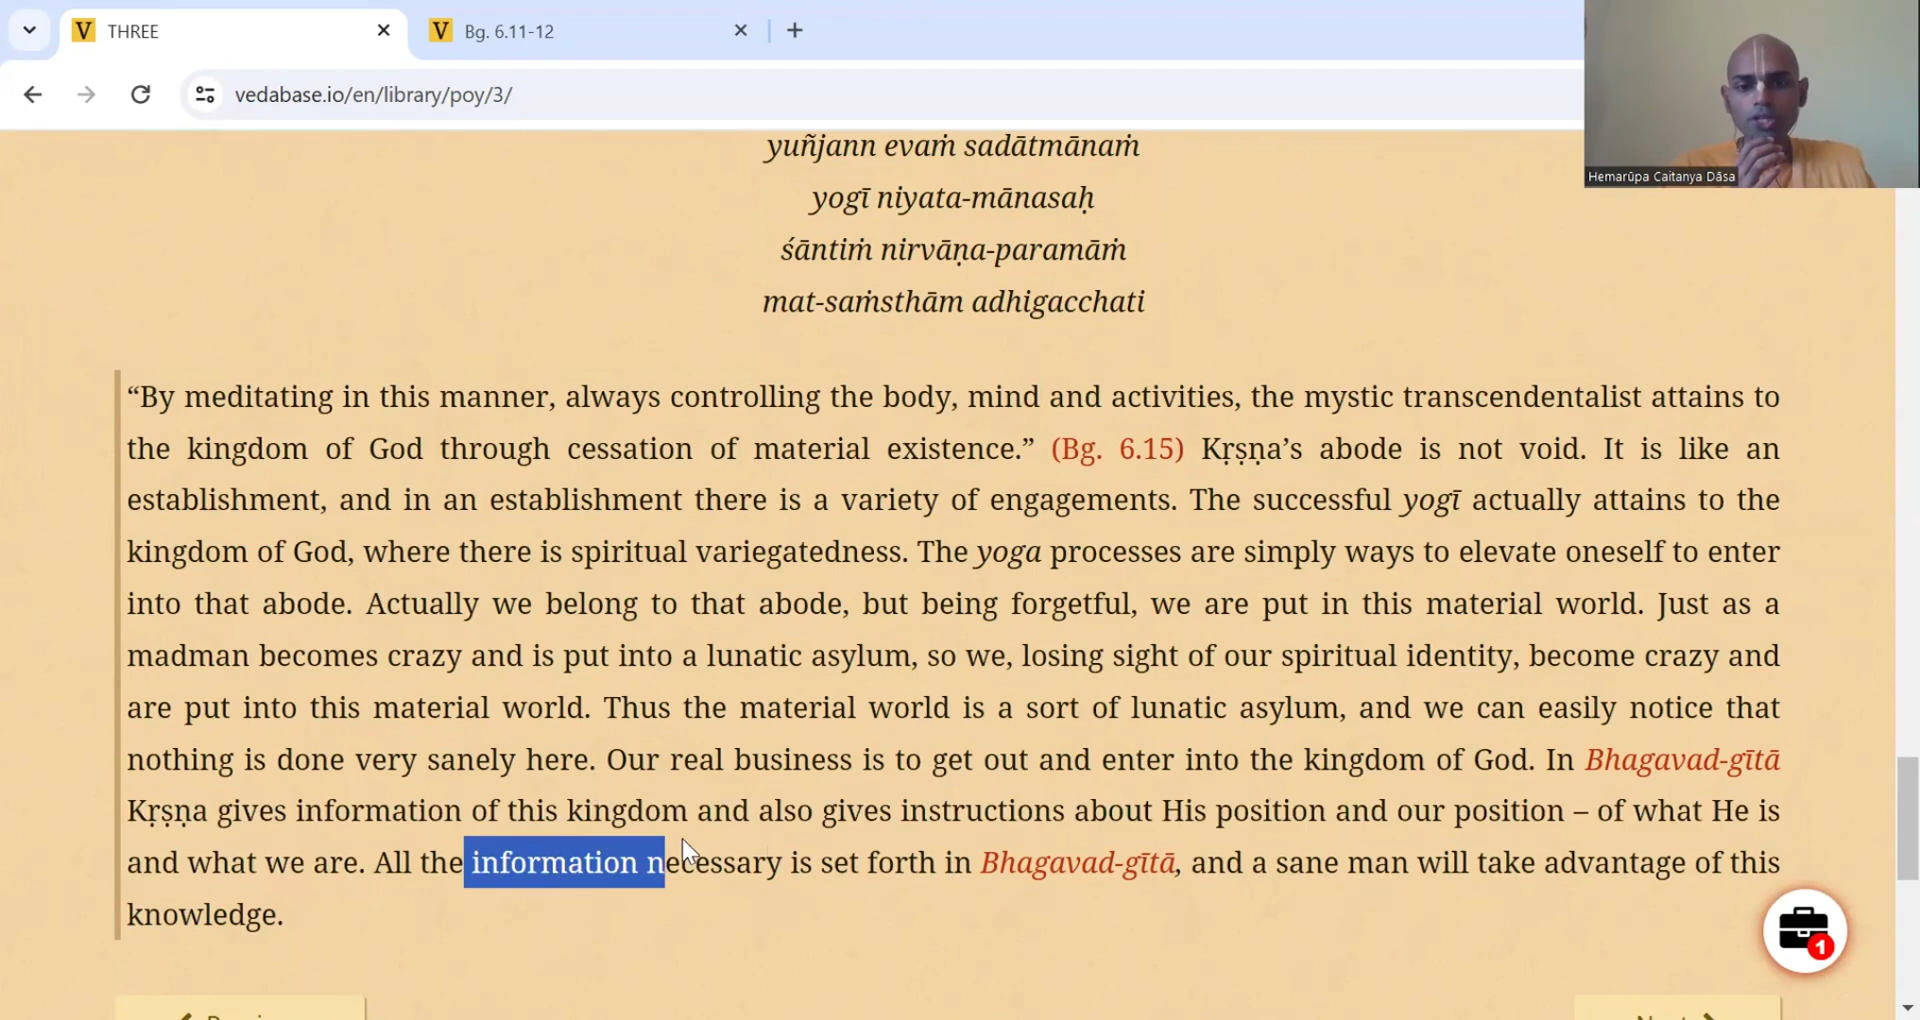 THREE
Bg. 6.11-12
vedabase.io/en/library/poy/3/
Hemarūpa Caitanya Dāsa
yuñjann evaṁ sadātmānaṁ
yogī niyata-mānasaḥ
śāntiṁ nirvāṇa-paramāṁ
mat-saṁsthām adhigacchati
“By meditating in this manner, always controlling the body, mind and activities, the mystic transcendentalist attains to
the kingdom of God through cessation of material existence.” (Bg. 6.15) Kṛṣṇa’s abode is not void. It is like an
establishment, and in an establishment there is a variety of engagements. The successful yogī actually attains to the
kingdom of God, where there is spiritual variegatedness. The yoga processes are simply ways to elevate oneself to enter
into that abode. Actually we belong to that abode, but being forgetful, we are put in this material world. Just as a
madman becomes crazy and is put into a lunatic asylum, so we, losing sight of our spiritual identity, become crazy and
are put into this material world. Thus the material world is a sort of lunatic asylum, and we can easily notice that
nothing is done very sanely here. Our real business is to get out and enter into the kingdom of God. In Bhagavad-gītā
Kṛṣṇa gives information of this kingdom and also gives instructions about His position and our position – of what He is
and what we are. All the information necessary is set forth in Bhagavad-gītā, and a sane man will take advantage of this
knowledge.
1